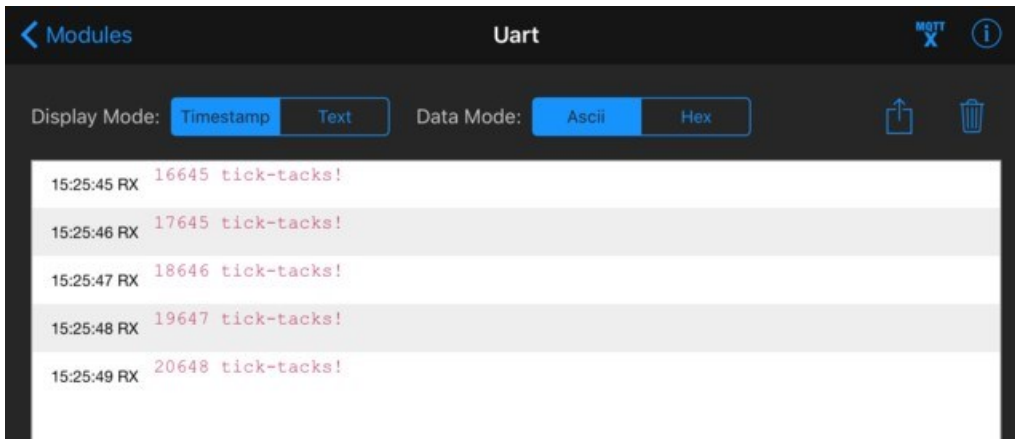 Modules Uart MQTT X i
Display Mode: Timestamp Text Data Mode: Ascii Hex
15:25:45 RX 16645 tick-tacks!
15:25:46 RX 17645 tick-tacks!
15:25:47 RX 18646 tick-tacks!
15:25:48 RX 19647 tick-tacks!
15:25:49 RX 20648 tick-tacks!